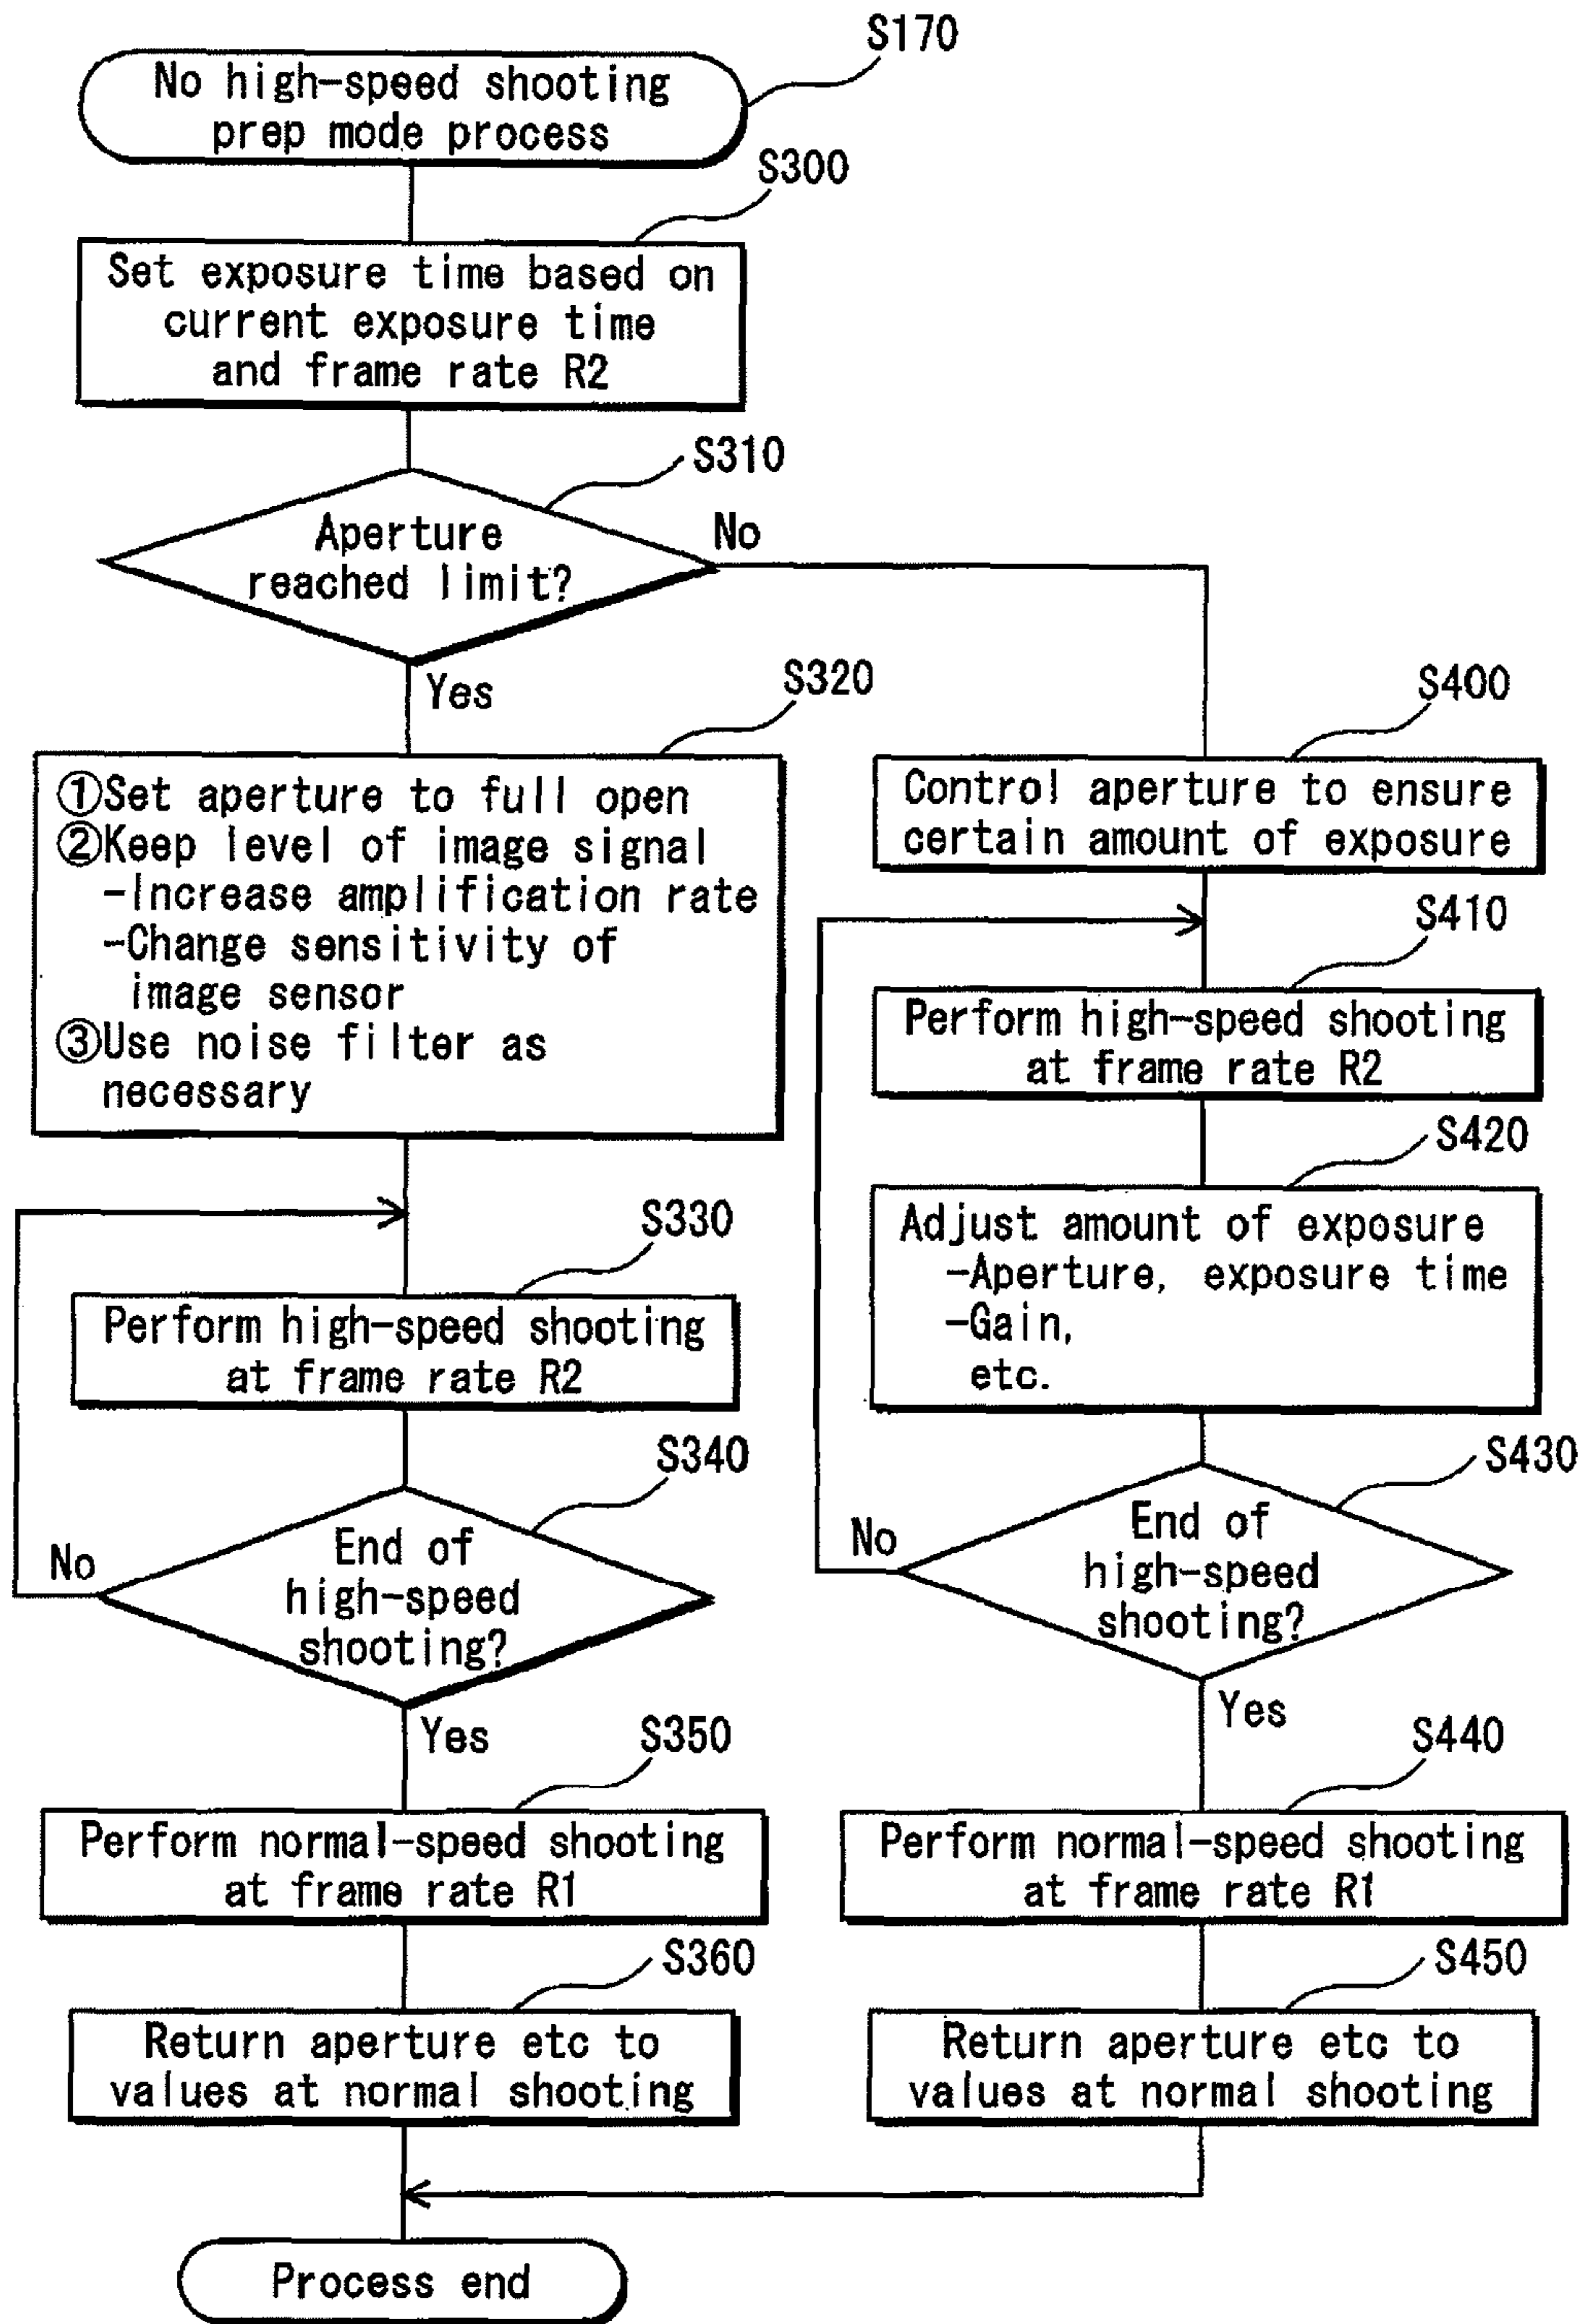 S170
No high-speed shooting
prep mode process
S300
Set exposure time based on
current exposure time
and frame rate R2
S310
Aperture
reached limit?
No
Yes
S320
①Set aperture to full open
②Keep level of image signal
-Increase amplification rate
-Change sensitivity of
image sensor
③Use noise filter as
necessary
S330
Perform high-speed shooting
at frame rate R2
S340
End of
high-speed
shooting?
No
Yes
S350
Perform normal-speed shooting
at frame rate R1
S360
Return aperture etc to
values at normal shooting
S400
Control aperture to ensure
certain amount of exposure
S410
Perform high-speed shooting
at frame rate R2
S420
Adjust amount of exposure
-Aperture, exposure time
-Gain,
etc.
S430
End of
high-speed
shooting?
No
Yes
S440
Perform normal-speed shooting
at frame rate R1
S450
Return aperture etc to
values at normal shooting
Process end